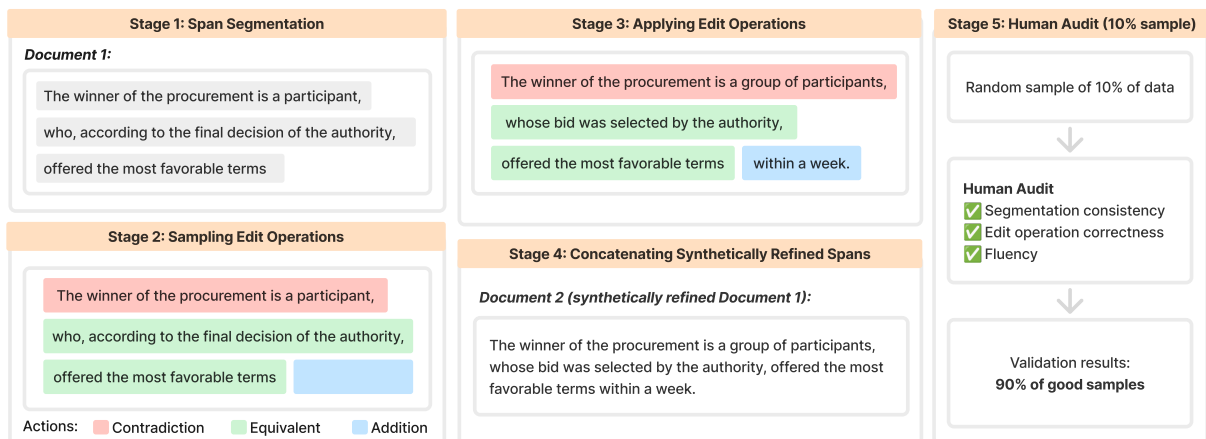 Stage 1: Span Segmentation
Document 1:
The winner of the procurement is a participant,
who, according to the final decision of the authority,
offered the most favorable terms
Stage 2: Sampling Edit Operations
The winner of the procurement is a participant,
who, according to the final decision of the authority,
offered the most favorable terms
Actions: Contradiction Equivalent Addition
Stage 3: Applying Edit Operations
The winner of the procurement is a group of participants,
whose bid was selected by the authority,
offered the most favorable terms within a week.
Stage 4: Concatenating Synthetically Refined Spans
Document 2 (synthetically refined Document 1):
The winner of the procurement is a group of participants,
whose bid was selected by the authority, offered the most
favorable terms within a week.
Stage 5: Human Audit (10% sample)
Random sample of 10% of data
Human Audit
✅ Segmentation consistency
✅ Edit operation correctness
✅ Fluency
Validation results:
90% of good samples